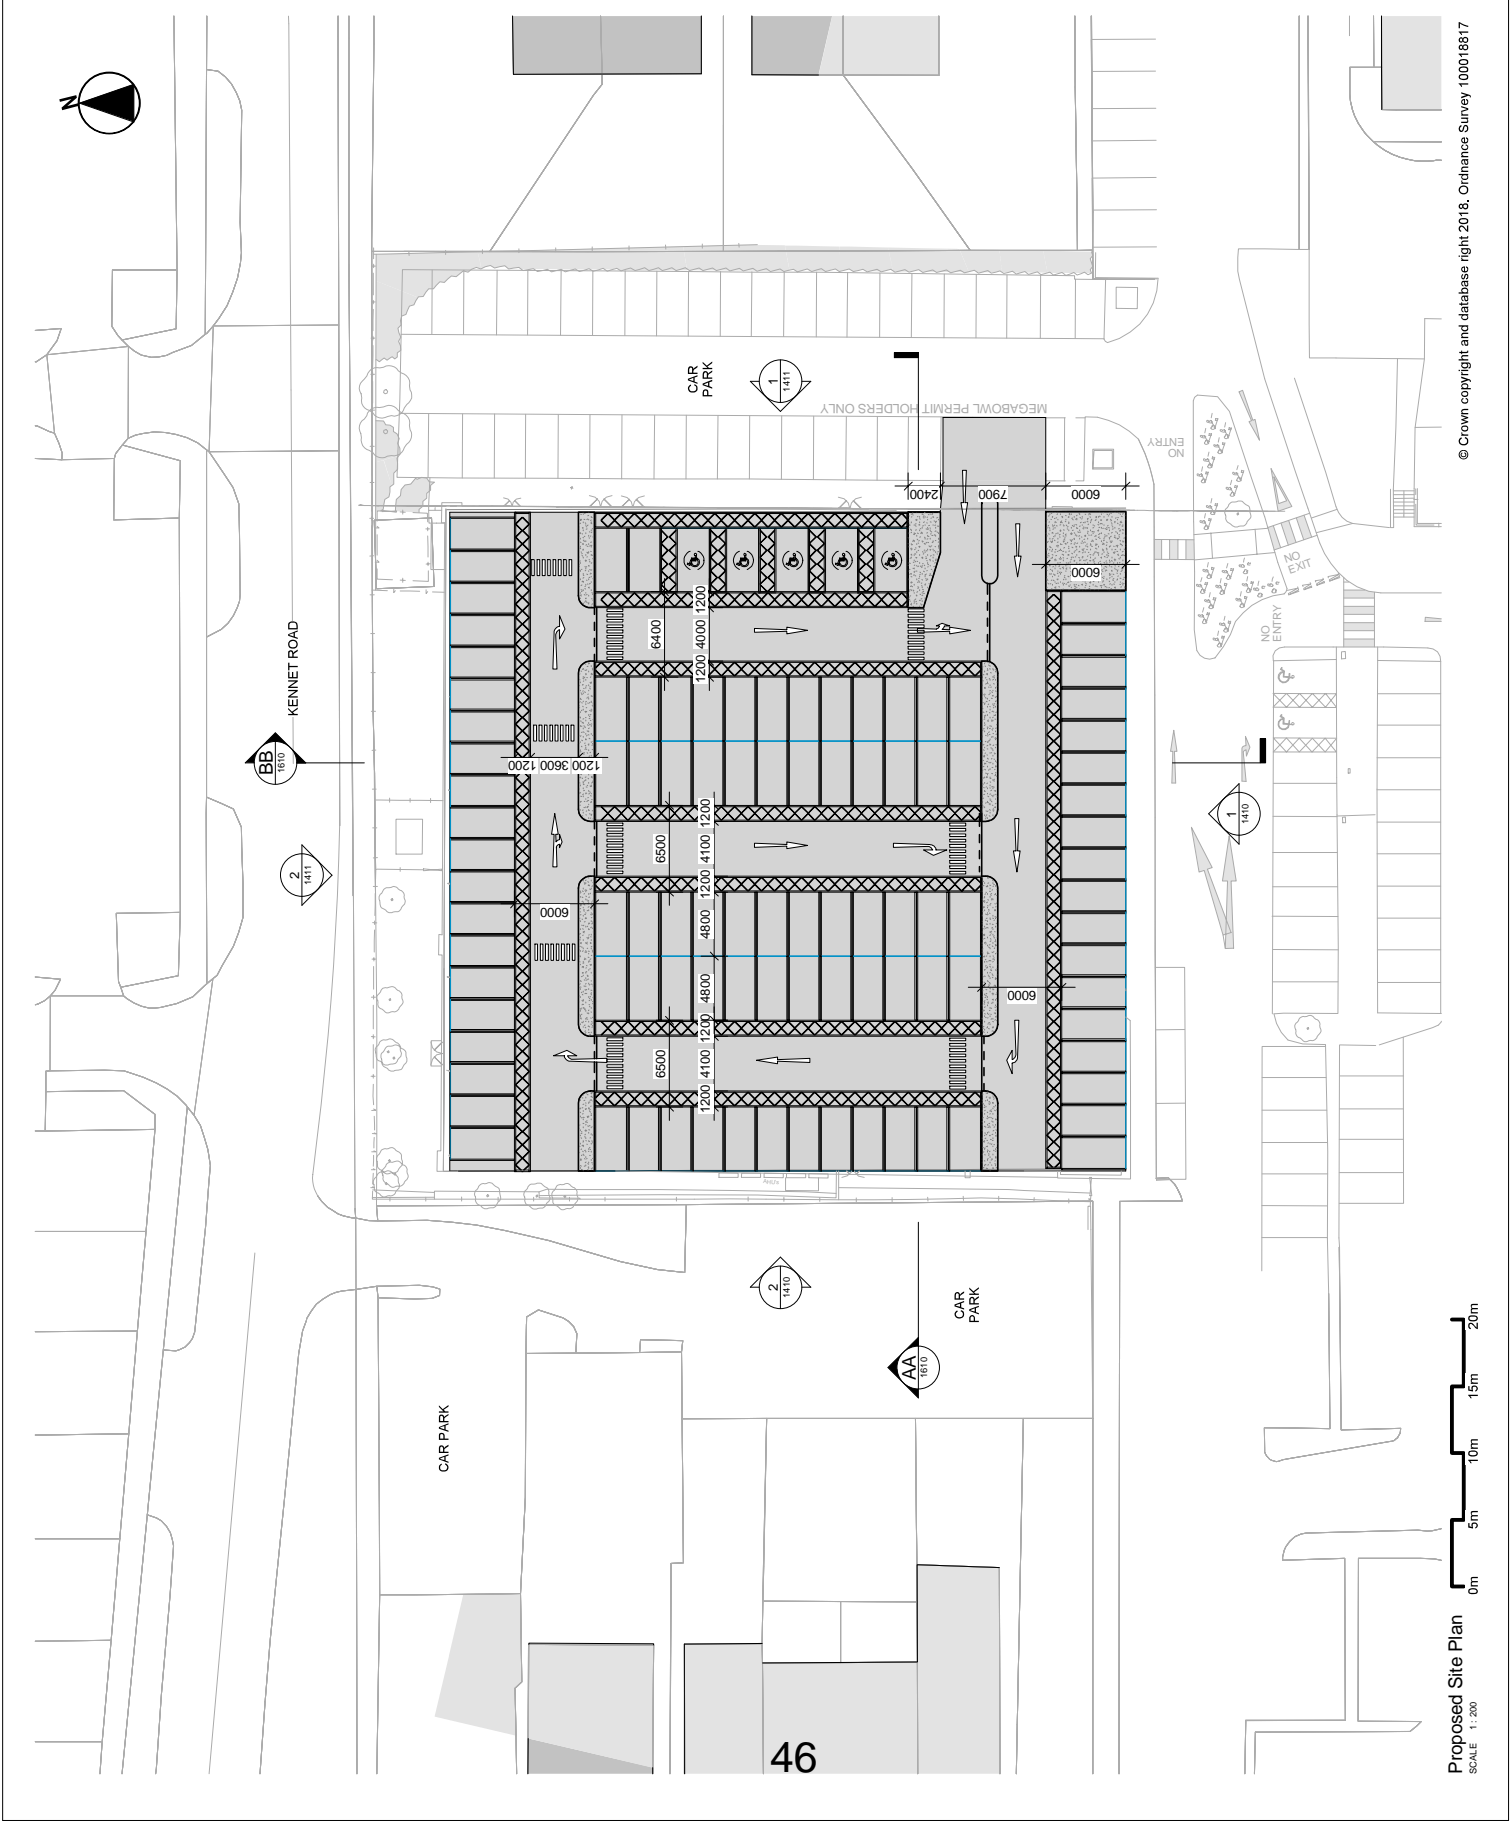 N
© Crown copyright and database right 2018. Ordnance Survey 100018817
KENNET ROAD
BB
1610
2
1411
CAR
PARK
1
1411
MEGABOWL PERMIT HOLDERS ONLY
NO
ENTRY
NO
EXIT
NO
ENTRY
2400
7900
6000
6000
6400
1200 4000 1200
1200 3600 1200
6500
1200 4100 1200
6000
4800
4800
6000
6500
1200 4100 1200
1
1410
2
1410
AA
1610
CAR
PARK
CAR PARK
46
Proposed Site Plan
SCALE 1 : 200
0m
5m
10m
15m
20m